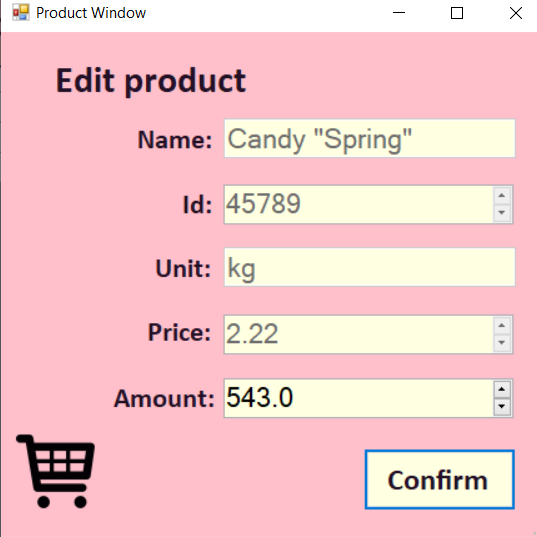 Product Window
Edit product
Name: Candy "Spring"
Id: 45789
Unit: kg
Price: 2.22
Amount: 543.0
Confirm